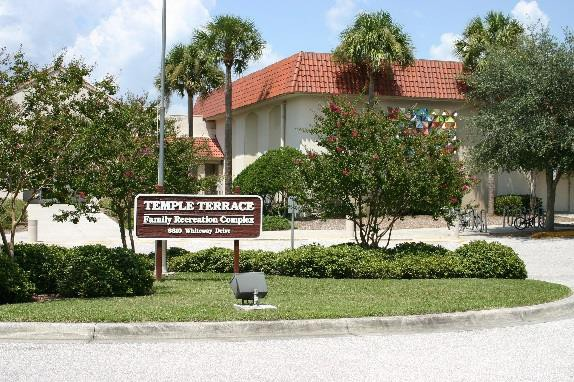 TEMPLE TERRACE
Family Recreation Complex
6610 Whiteway Drive